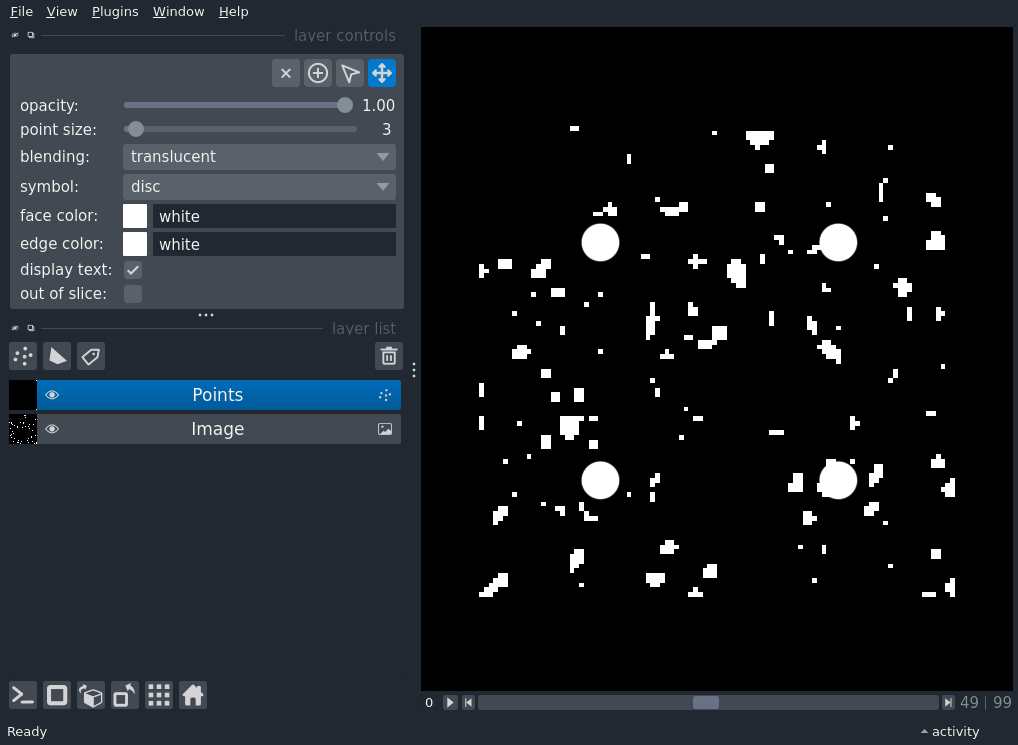 File View Plugins Window Help
layer controls
opacity: 1.00
point size: 3
blending: translucent
symbol: disc
face color: white
edge color: white
display text:
out of slice:
layer list
Points
Image
0 49 | 99
Ready activity